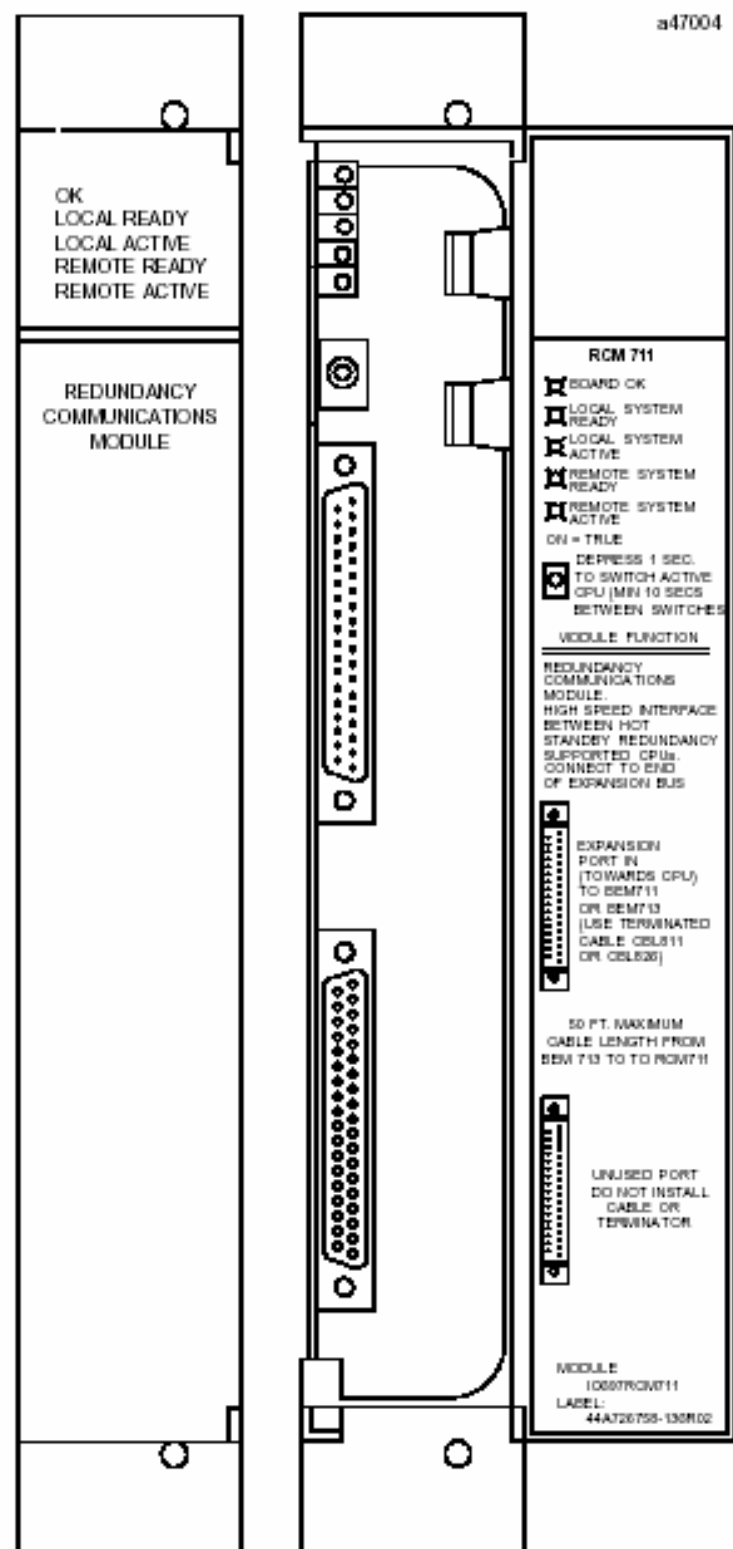 a47004
OK
LOCAL READY
LOCAL ACTIVE
REMOTE READY
REMOTE ACTIVE
REDUNDANCY
COMMUNICATIONS
MODULE
RCM 711
BOARD OK
LOCAL SYSTEM
READY
LOCAL SYSTEM
ACTIVE
REMOTE SYSTEM
READY
REMOTE SYSTEM
ACTIVE
ON = TRUE
DEPRESS 1 SEC.
TO SWITCH ACTIVE
CPU (MIN 10 SECS
BETWEEN SWITCHES
MODULE FUNCTION
REDUNDANCY
COMMUNICATIONS
MODULE.
HIGH SPEED INTERFACE
BETWEEN HOT
STANDBY REDUNDANCY
SUPPORTED CPUs.
CONNECT TO END
OF EXPANSION BUS
EXPANSION
PORT IN
(TOWARDS CPU)
TO BEM711
OR BEM713
(USE TERMINATED
CABLE CBL811
OR CBL826)
50 FT. MAXIMUM
CABLE LENGTH FROM
BEM 713 TO TO RCM711
UNUSED PORT
DO NOT INSTALL
CABLE OR
TERMINATOR
MODULE
IC697RCM711
LABEL:
44A726758-136R02